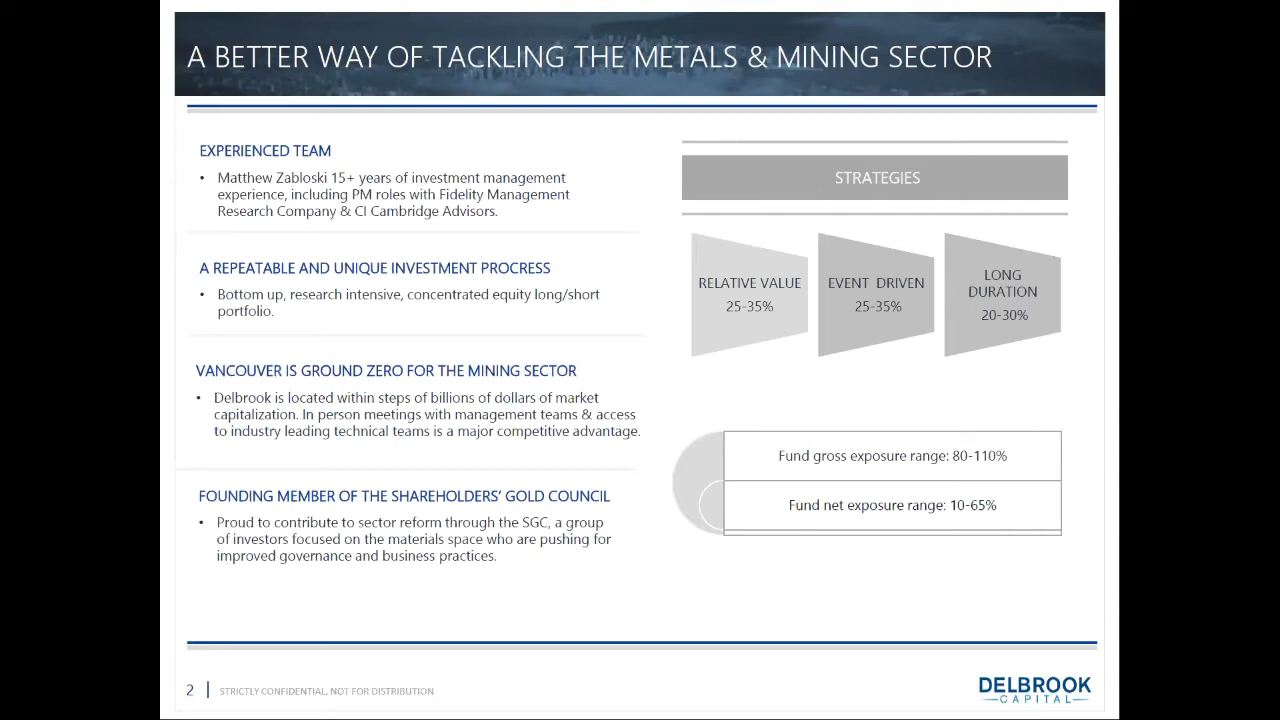 A BETTER WAY OF TACKLING THE METALS & MINING SECTOR
EXPERIENCED TEAM
• Matthew Zabloski 15+ years of investment management
experience, including PM roles with Fidelity Management
Research Company & CI Cambridge Advisors.
A REPEATABLE AND UNIQUE INVESTMENT PROCRESS
• Bottom up, research intensive, concentrated equity long/short
portfolio.
VANCOUVER IS GROUND ZERO FOR THE MINING SECTOR
• Delbrook is located within steps of billions of dollars of market
capitalization. In person meetings with management teams & access
to industry leading technical teams is a major competitive advantage.
FOUNDING MEMBER OF THE SHAREHOLDERS' GOLD COUNCIL
• Proud to contribute to sector reform through the SGC, a group
of investors focused on the materials space who are pushing for
improved governance and business practices.
STRATEGIES
RELATIVE VALUE
25-35%
EVENT DRIVEN
25-35%
LONG
DURATION
20-30%
Fund gross exposure range: 80-110%
Fund net exposure range: 10-65%
2
STRICTLY CONFIDENTIAL. NOT FOR DISTRIBUTION
DELBROOK
CAPITAL